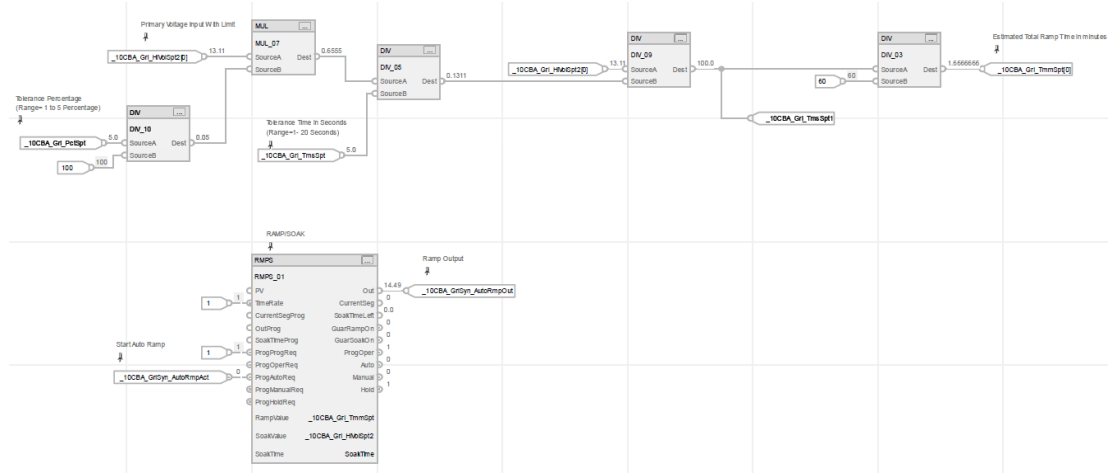 Primary Voltage Input With Limit
_10CBA_Grl_HVolSpt2[0]
13.11
MUL
...
MUL_07
SourceA
Dest
SourceB
0.6555
DIV
...
DIV_05
SourceA
Dest
SourceB
0.1311
_10CBA_Grl_HVolSpt2[0]
13.11
DIV
...
DIV_09
SourceA
Dest
SourceB
100.0
_10CBA_Grl_TmsSpt1
DIV
...
DIV_03
SourceA
Dest
SourceB
60
60
1.6666666
Estimated Total Ramp Time in minutes
_10CBA_Grl_TmmSpt[0]
Tolerance Percentage
(Range= 1 to 5 Percentage)
_10CBA_Grl_PctSpt
5.0
100
100
DIV
...
DIV_10
SourceA
Dest
SourceB
0.05
Tolerance Time in Seconds
(Range=1- 20 Seconds)
_10CBA_Grl_TmsSpt
5.0
RAMP/SOAK
RMPS
...
RMPS_01
PV
Out
14.49
Ramp Output
_10CBA_GrlSyn_AutoRmpOut
1
1
TimeRate
CurrentSeg
0
CurrentSegProg
SoakTimeLeft
0.0
OutProg
GuarRampOn
0
SoakTimeProg
GuarSoakOn
0
Start Auto Ramp
1
1
ProgProgReq
ProgOper
1
ProgOperReq
Auto
0
_10CBA_GrlSyn_AutoRmpAct
0
ProgAutoReq
Manual
0
ProgManualReq
Hold
1
ProgHoldReq
RampValue _10CBA_Grl_TmmSpt
SoakValue _10CBA_Grl_HVolSpt2
SoakTime SoakTime